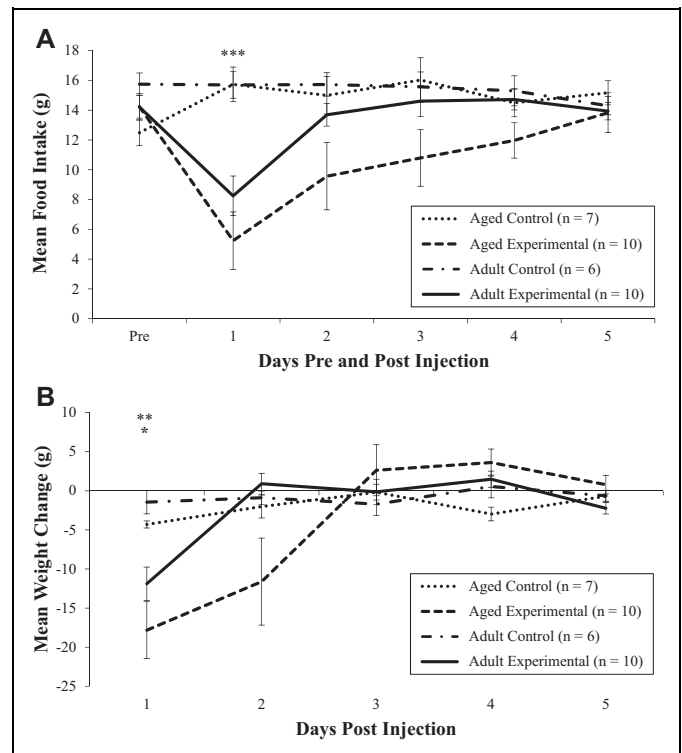 A
***
18
16
14
12
10
8
6
4
2
0
Mean Food Intake (g)
Aged Control (n = 7)
Aged Experimental (n = 10)
Adult Control (n = 6)
Adult Experimental (n = 10)
Pre 1 2 3 4 5
Days Pre and Post Injection
B
**
*
10
5
0
-5
-10
-15
-20
-25
Mean Weight Change (g)
Aged Control (n = 7)
Aged Experimental (n = 10)
Adult Control (n = 6)
Adult Experimental (n = 10)
1 2 3 4 5
Days Post Injection